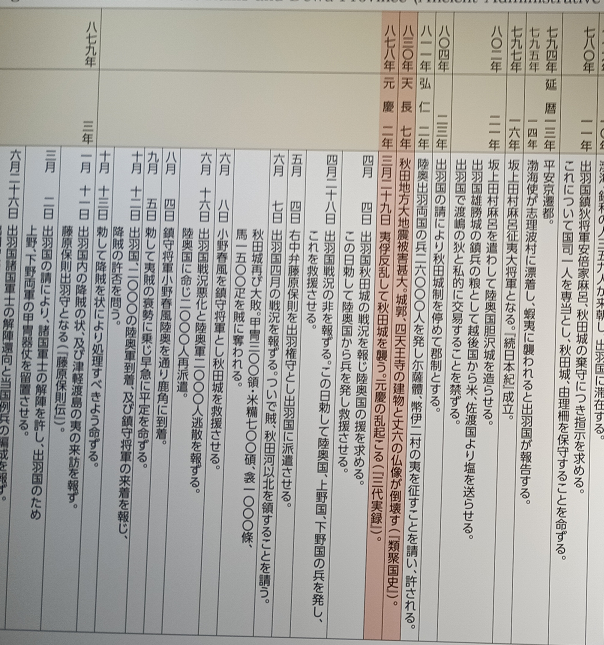 七八〇年 一一年 出羽国鎮狄将軍安倍家麻呂、秋田城の棄守につき指示を求める。
これについて国司一人を専当とし、秋田城、由理柵を保守することを命ずる。
七九四年 延暦一三年 平安京遷都。
七九五年 一四年 渤海使が志理波村に漂着し、蝦夷に襲われると出羽国が報告する。
七九七年 一六年 坂上田村麻呂征夷大将軍となる。『続日本紀』成立。
八〇二年 二一年 坂上田村麻呂を遣わして陸奥国胆沢城を造らせる。
出羽国雄勝城の鎮兵の粮として越後国から米、佐渡国より塩を送らせる。
出羽国で渡嶋の狄と私的に交易することを禁ずる。
八〇四年 二三年 出羽国の請により秋田城制を停めて郡制とする。
八一一年 弘仁二年 陸奥出羽両国の兵二六〇〇〇人を発し尓薩體、幣伊二村の夷を征すことを請い、許される。
八三〇年 天長七年 秋田地方大地震被害甚大。城郭、四天王寺の建物と丈六の仏像が倒壊す(『類聚国史』)。
八七八年 元慶二年 三月二十九日 夷俘反乱して秋田城を襲う。元慶の乱起こる(『三代実録』)。
四月 四日 出羽国秋田城の戦況を報じ陸奥国の援を求める。
この日勅して陸奥国から兵を発し救援させる。
四月二十八日 出羽国戦況の非を報ずる。この日勅して陸奥国、上野国、下野国の兵を発し、
これを救援させる。
五月 四日 右中弁藤原保則を出羽権守とし出羽国に派遣させる。
六月 七日 出羽国四月の戦況を報ずる。ついで賊、秋田河以北を領することを請う。
秋田城再び大敗。甲冑三〇〇領・米糒七〇〇碩、衾一〇〇〇条、
馬一五〇〇疋を賊に奪われる。
六月 八日 小野春風を鎮守将軍とし秋田城を救援させる。
六月 十六日 出羽国戦況悪化と陸奥軍二〇〇〇人逃散を報ずる。
陸奥国に命じ二〇〇〇人再派遣。
八月 四日 鎮守将軍小野春風陸奥を通り鹿角に到着。
九月 五日 勅して夷賊の衰勢に乗じ早急に平定を命ずる。
十月 十二日 出羽国、二〇〇〇の陸奥軍到着、及び鎮守将軍の来着を報じ、
降賊の許否を問う。
十月 十三日 勅して降賊を状により処理すべきよう命ずる。
八七九年 三年 一月 十一日 出羽国内の降賊の状、及び津軽渡島の夷の来訪を報ず。
藤原保則出羽守となる(『藤原保則伝』)。
三月 二日 出羽国の請により、諸国軍士の解陣を許し、出羽国のため
上野、下野両軍の甲冑器仗を留置させる。
六月二十六日 出羽国諸国軍士の解陣還向と当国例兵の編成を報ず。